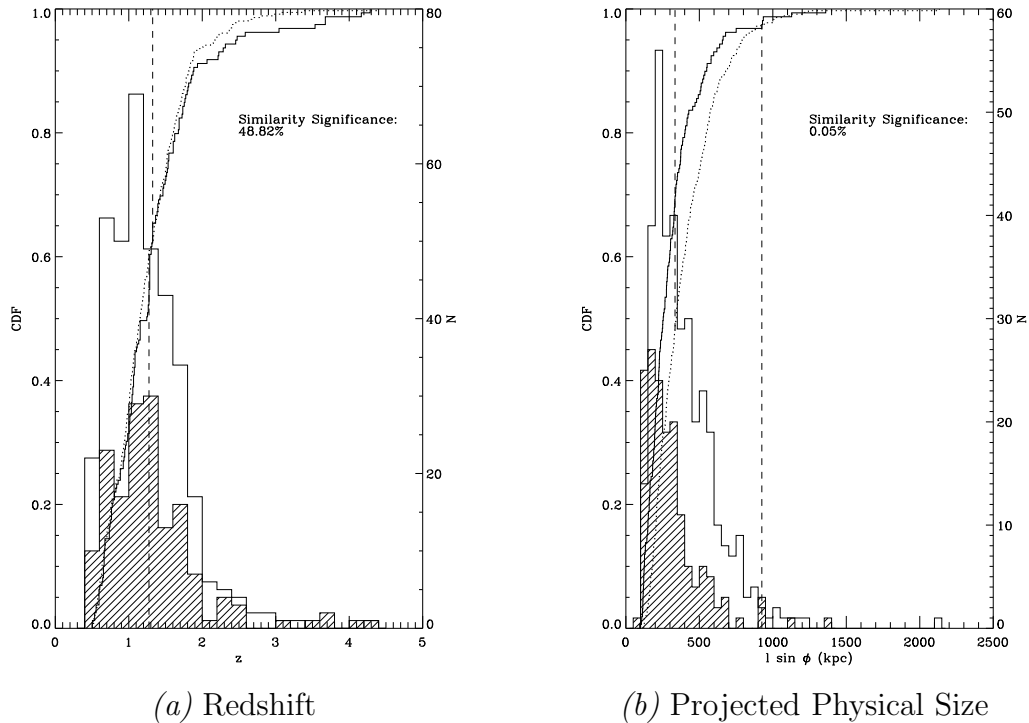 1.0
0.8
0.6
0.4
0.2
0.0
CDF
Similarity Significance:
48.82%
80
60
40
20
0
N
0 1 2 3 4 5
z
(a) Redshift
1.0
0.8
0.6
0.4
0.2
0.0
CDF
Similarity Significance:
0.05%
60
50
40
30
20
10
0
N
0 500 1000 1500 2000 2500
l sin ϕ (kpc)
(b) Projected Physical Size